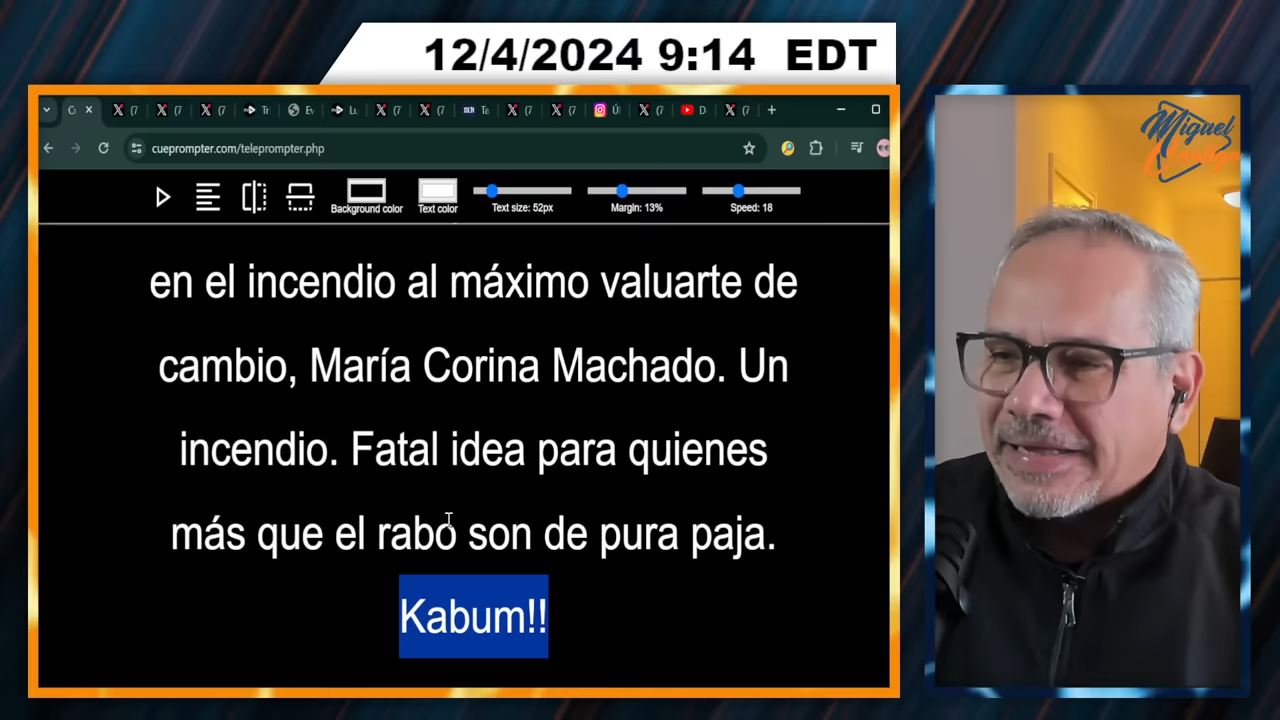 12/4/2024 9:14 EDT
cueprompter.com/teleprompter.php
Background color
Text color
Text size: 52px
Margin: 13%
Speed: 18
en el incendio al máximo valuarte de
cambio, María Corina Machado. Un
incendio. Fatal idea para quienes
más que el rabo son de pura paja.
Kabum!!
Miguel